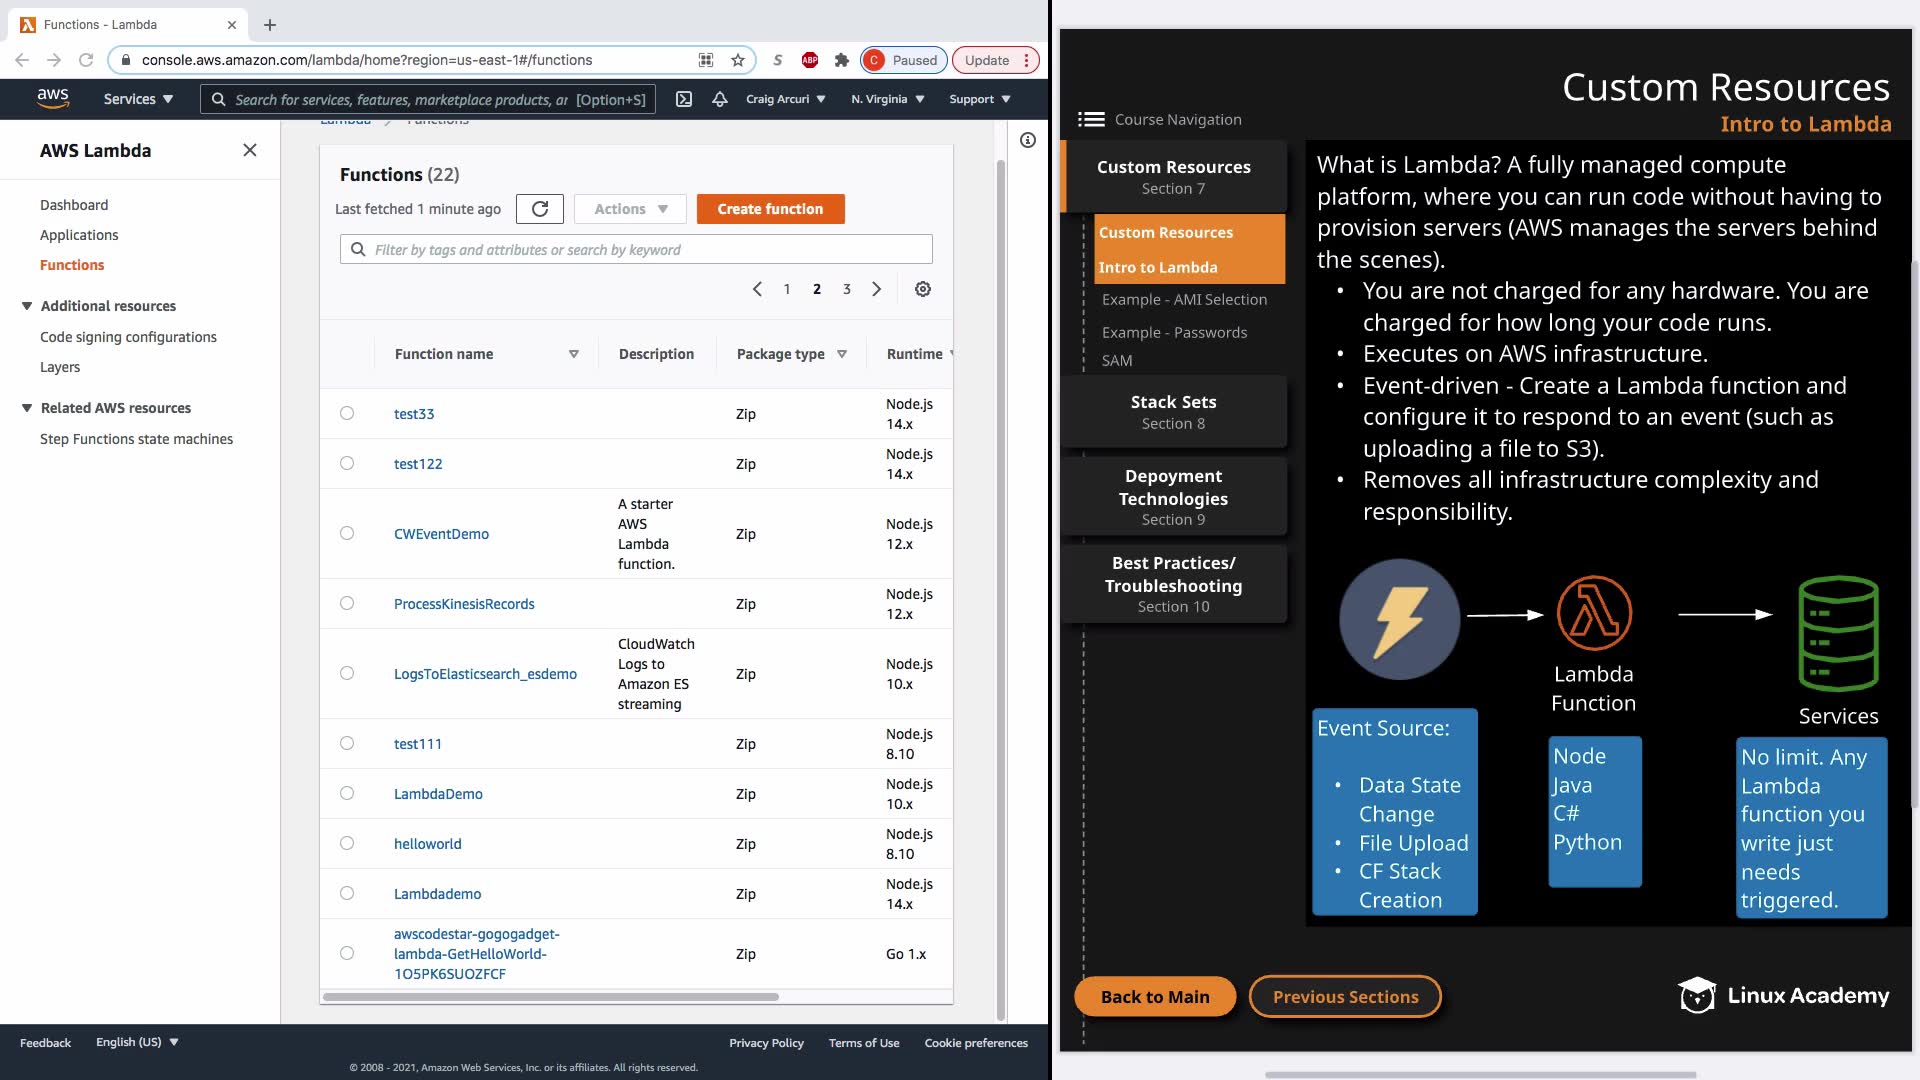 Functions - Lambda
console.aws.amazon.com/lambda/home?region=us-east-1#/functions
S
ABP
C
Paused
Update
aws
Services
Search for services, features, marketplace products, ar
[Option+S]
Craig Arcuri
N. Virginia
Support
AWS Lambda
Dashboard
Applications
Functions
Additional resources
Code signing configurations
Layers
Related AWS resources
Step Functions state machines
Lambda
Functions
Functions (22)
Last fetched 1 minute ago
Actions
Create function
Filter by tags and attributes or search by keyword
1
2
3
Function name
Description
Package type
Runtime
test33
Zip
Node.js
14.x
test122
Zip
Node.js
14.x
CWEventDemo
A starter
AWS
Lambda
function.
Zip
Node.js
12.x
ProcessKinesisRecords
Zip
Node.js
12.x
LogsToElasticsearch_esdemo
CloudWatch
Logs to
Amazon ES
streaming
Zip
Node.js
10.x
test111
Zip
Node.js
8.10
LambdaDemo
Zip
Node.js
10.x
helloworld
Zip
Node.js
8.10
Lambdademo
Zip
Node.js
14.x
awscodestar-gogogadget-
lambda-GetHelloWorld-
1O5PK6SUOZFCF
Zip
Go 1.x
Feedback
English (US)
Privacy Policy
Terms of Use
Cookie preferences
© 2008 - 2021, Amazon Web Services, Inc. or its affiliates. All rights reserved.
Custom Resources
Intro to Lambda
Course Navigation
Custom Resources
Section 7
Custom Resources
Intro to Lambda
Example - AMI Selection
Example - Passwords
SAM
Stack Sets
Section 8
Depoyment
Technologies
Section 9
Best Practices/
Troubleshooting
Section 10
What is Lambda? A fully managed compute
platform, where you can run code without having to
provision servers (AWS manages the servers behind
the scenes).
• You are not charged for any hardware. You are
charged for how long your code runs.
• Executes on AWS infrastructure.
• Event-driven - Create a Lambda function and
configure it to respond to an event (such as
uploading a file to S3).
• Removes all infrastructure complexity and
responsibility.
Lambda
Function
Services
Event Source:
• Data State
Change
• File Upload
• CF Stack
Creation
Node
Java
C#
Python
No limit. Any
Lambda
function you
write just
needs
triggered.
Back to Main
Previous Sections
Linux Academy